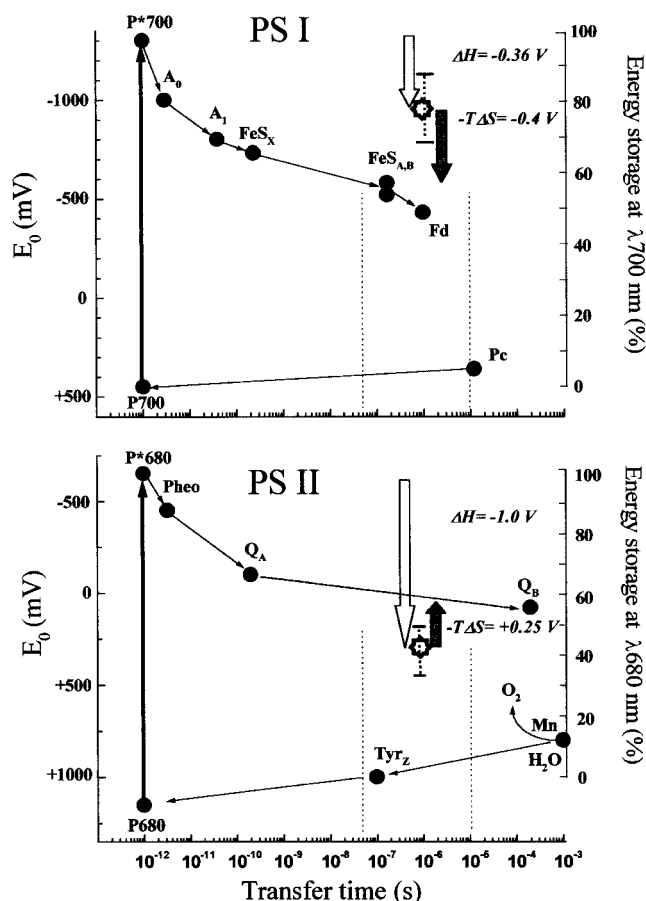 P*700
PS I
A₀
A₁
FeSₓ
FeS_A,B
Fd
Pc
P700
ΔH= -0.36 V
-TΔS= -0.4 V
E₀ (mV)
-1000
-500
0
+500
100
80
60
40
20
0
Energy storage at λ700 nm (%)
P*680
PS II
Pheo
Q_A
Q_B
ΔH= -1.0 V
-TΔS= +0.25 V
O₂
Mn
H₂O
Tyr_Z
P680
E₀ (mV)
-500
0
+500
+1000
100
80
60
40
20
0
Energy storage at λ680 nm (%)
10⁻¹² 10⁻¹¹ 10⁻¹⁰ 10⁻⁹ 10⁻⁸ 10⁻⁷ 10⁻⁶ 10⁻⁵ 10⁻⁴ 10⁻³
Transfer time (s)